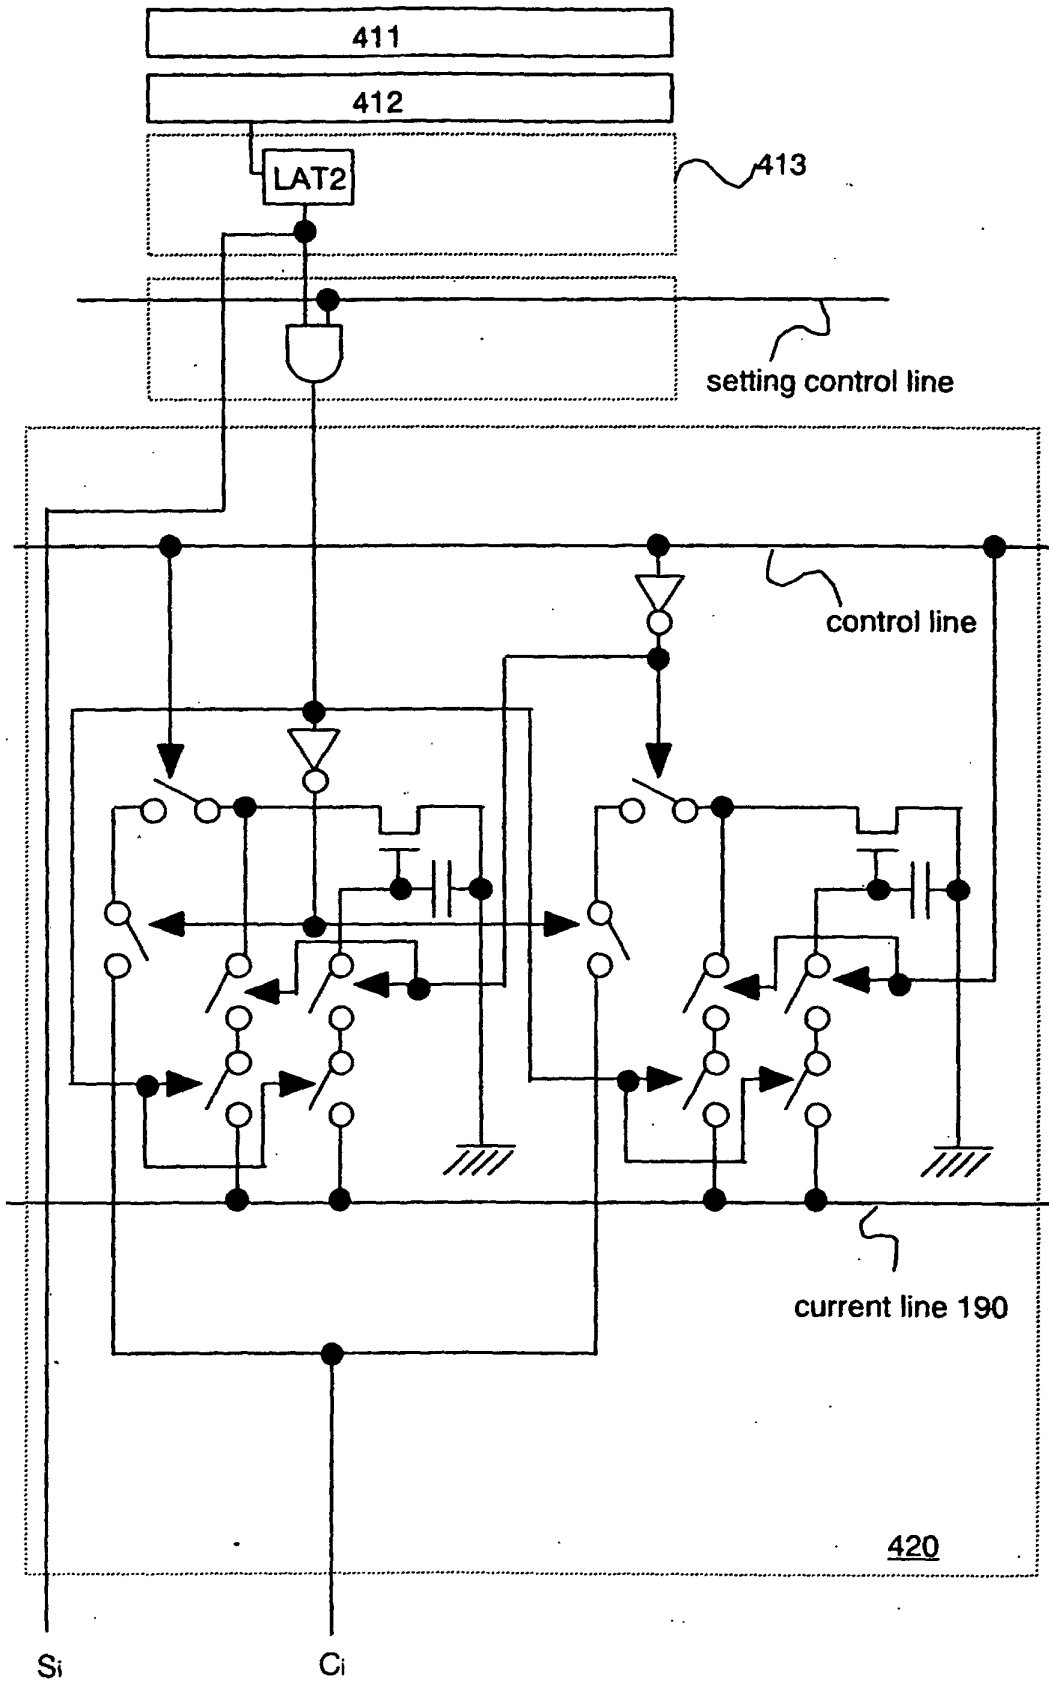 411
412
LAT2
413
setting control line
control line
current line 190
420
Si
Ci